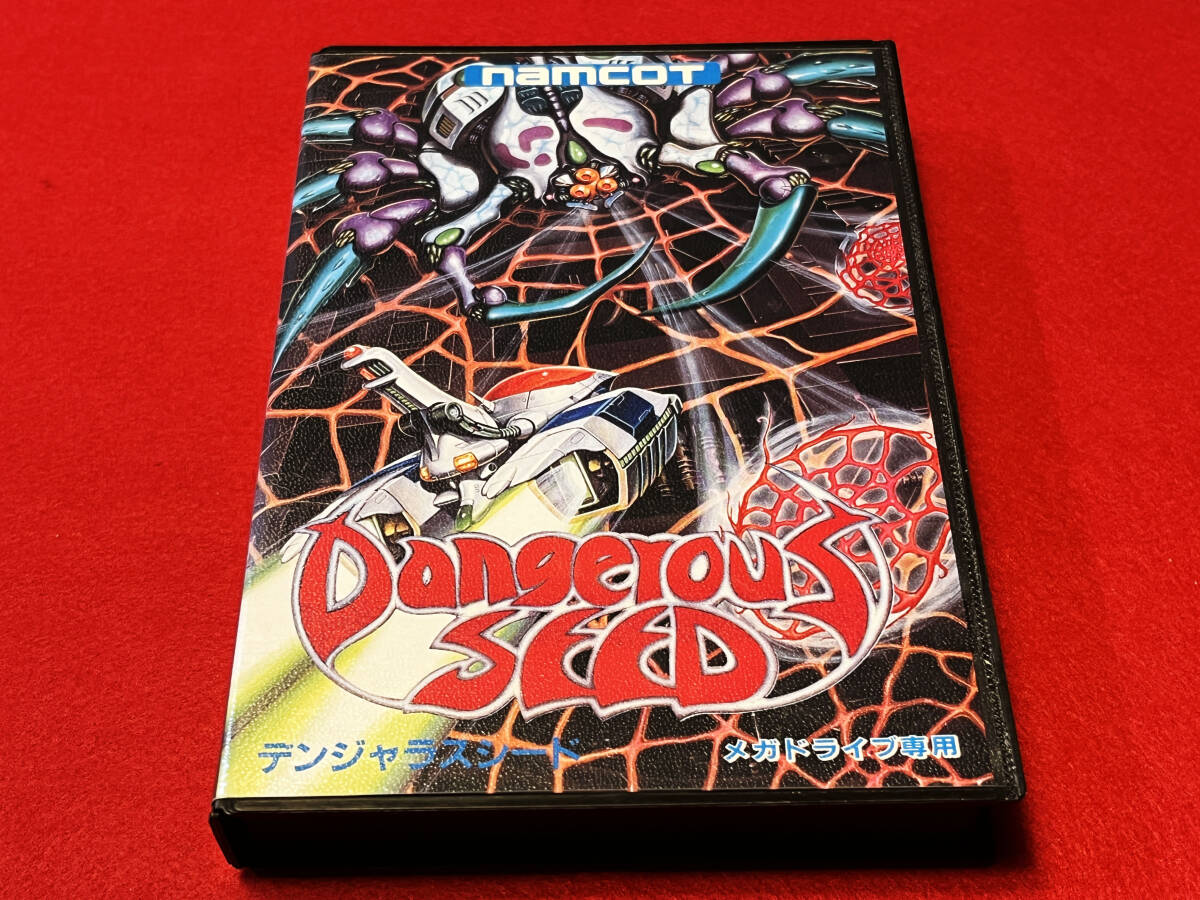 namcoT
Dangerous
SEED
デンジャラスシード
メガドライブ専用